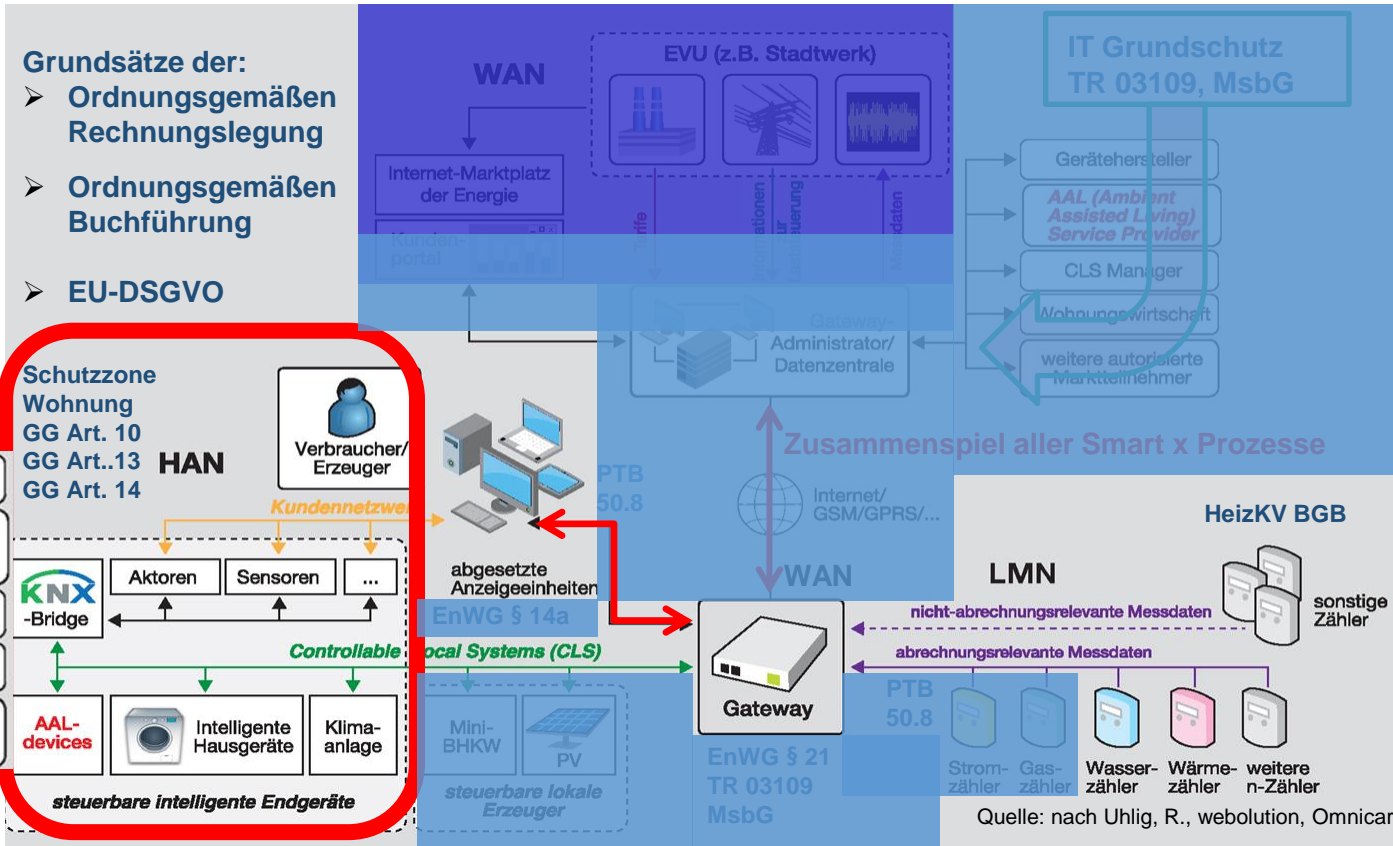 Grundsätze der:
➤ Ordnungsgemäßen
Rechnungslegung
➤ Ordnungsgemäßen
Buchführung
➤ EU-DSGVO
WAN
EVU (z.B. Stadtwerk)
Internet-Marktplatz
der Energie
Kunden-
portal
Tarife
Informationen
zur
Laststeuerung
Messdaten
IT Grundschutz
TR 03109, MsbG
Gerätehersteller
AAL (Ambient
Assisted Living)
Service Provider
CLS Manager
Wohnungswirtschaft
weitere autorisierte
Marktteilnehmer
Gateway-
Administrator/
Datenzentrale
Zusammenspiel aller Smart x Prozesse
Schutzzone
Wohnung
GG Art. 10
GG Art..13
GG Art. 14
HAN
Verbraucher/
Erzeuger
Kundennetzwer
PTB
50.8
Internet/
GSM/GPRS/...
HeizKV BGB
KNX
-Bridge
Aktoren
Sensoren
...
abgesetzte
Anzeigeeinheiten
EnWG § 14a
WAN
LMN
nicht-abrechnungsrelevante Messdaten
sonstige
Zähler
Controllable Local Systems (CLS)
abrechnungsrelevante Messdaten
AAL-
devices
Intelligente
Hausgeräte
Klima-
anlage
Mini-
BHKW
PV
Gateway
PTB
50.8
steuerbare intelligente Endgeräte
steuerbare lokale
Erzeuger
EnWG § 21
TR 03109
MsbG
Strom-
zähler
Gas-
zähler
Wasser-
zähler
Wärme-
zähler
weitere
n-Zähler
Quelle: nach Uhlig, R., webolution, Omnicar